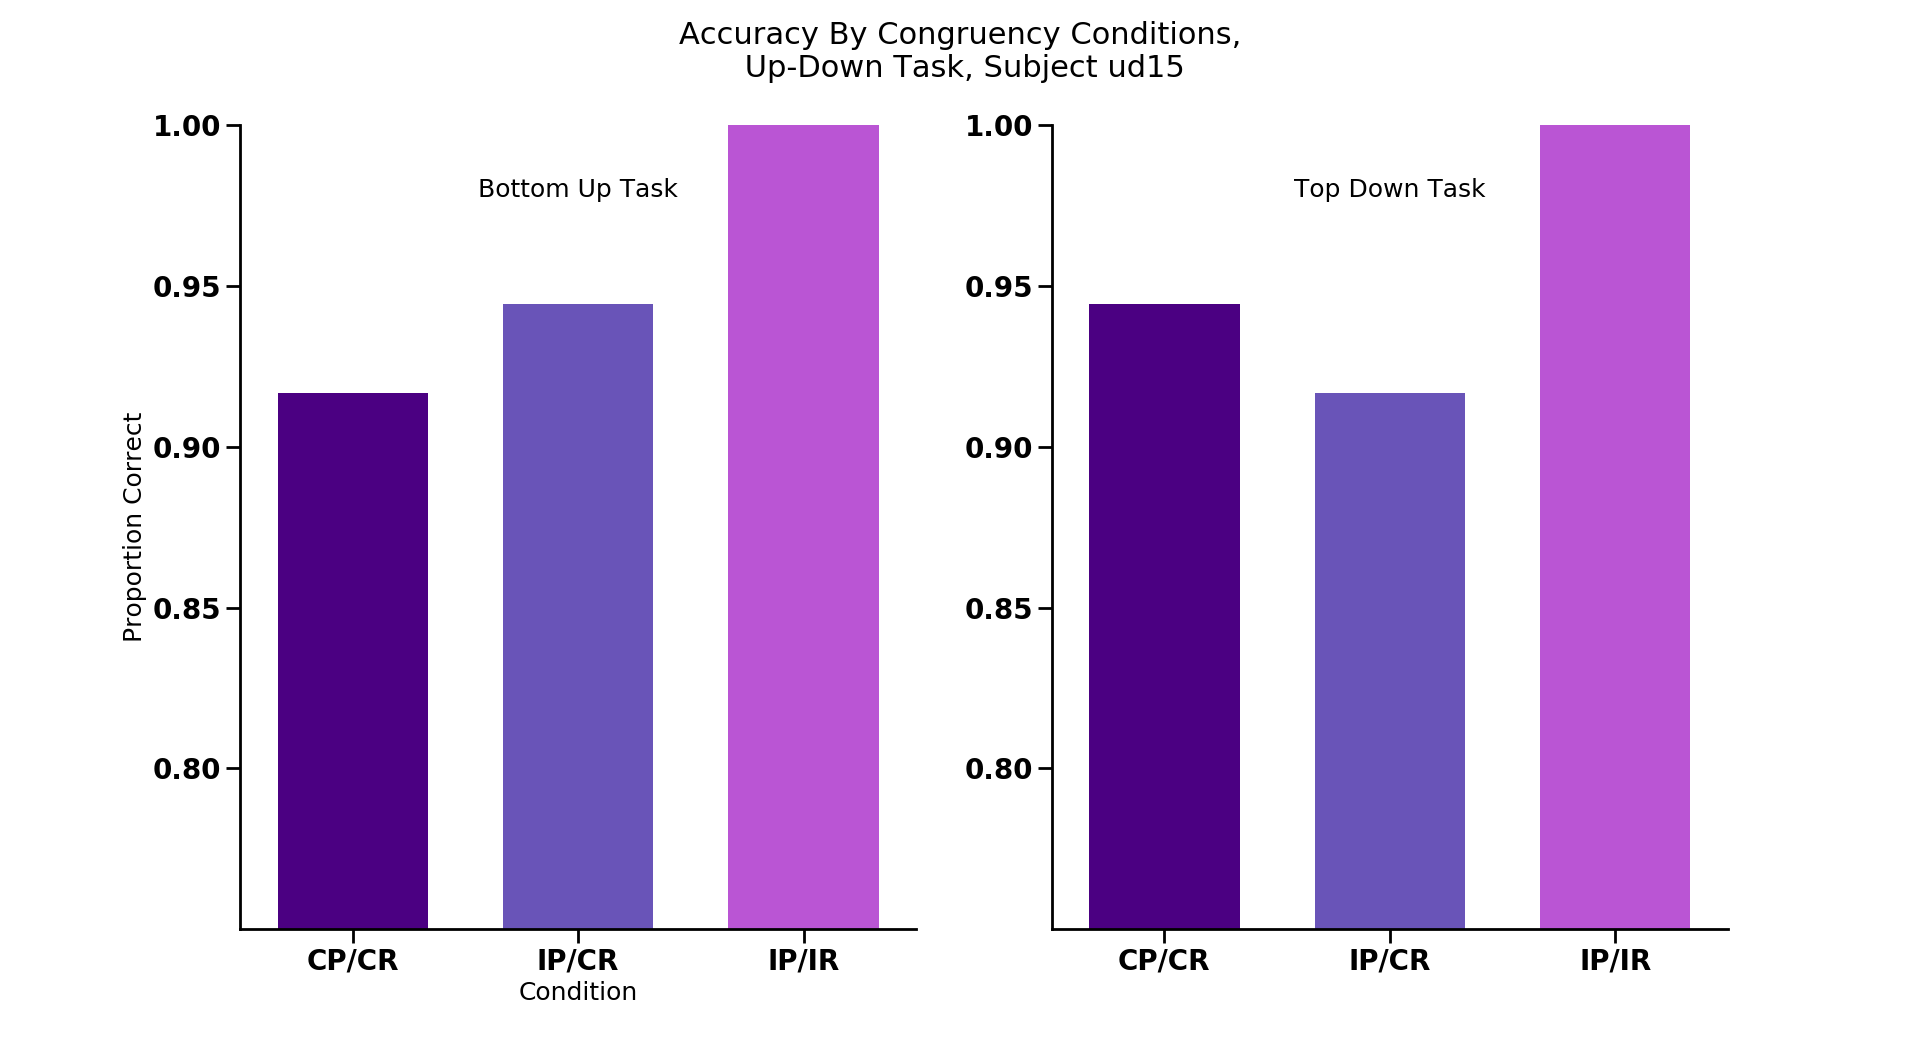 Accuracy By Congruency Conditions,
Up-Down Task, Subject ud15
Proportion Correct
1.00
0.95
0.90
0.85
0.80
Bottom Up Task
CP/CR IP/CR IP/IR
Condition
1.00
0.95
0.90
0.85
0.80
Top Down Task
CP/CR IP/CR IP/IR